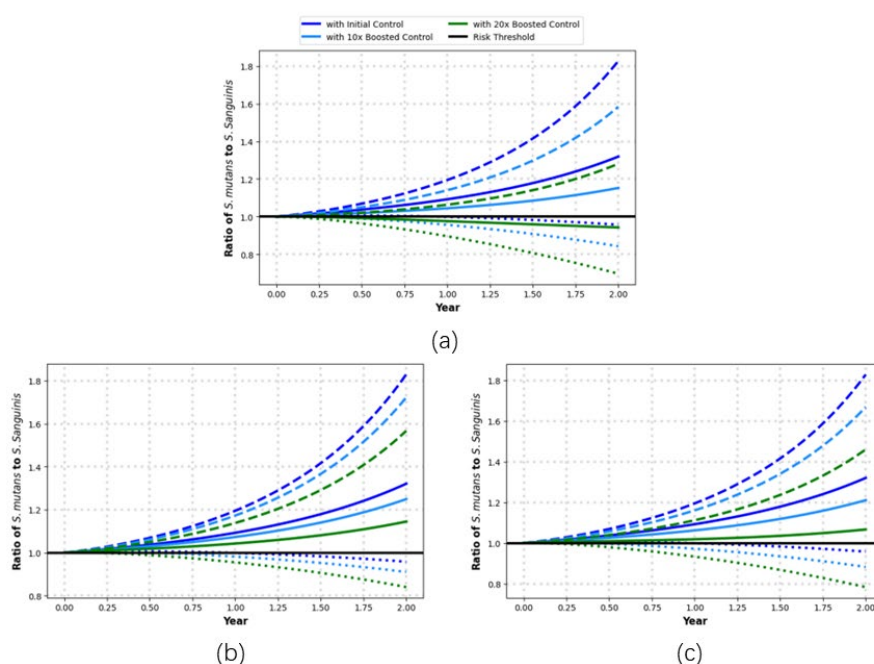 with Initial Control
with 10x Boosted Control
with 20x Boosted Control
Risk Threshold
Ratio of S.mutans to S.Sanguinis
1.8
1.6
1.4
1.2
1.0
0.8
0.00 0.25 0.50 0.75 1.00 1.25 1.50 1.75 2.00
Year
(a)
Ratio of S.mutans to S.Sanguinis
1.8
1.6
1.4
1.2
1.0
0.8
0.00 0.25 0.50 0.75 1.00 1.25 1.50 1.75 2.00
Year
(b)
Ratio of S.mutans to S.Sanguinis
1.8
1.6
1.4
1.2
1.0
0.8
0.00 0.25 0.50 0.75 1.00 1.25 1.50 1.75 2.00
Year
(c)